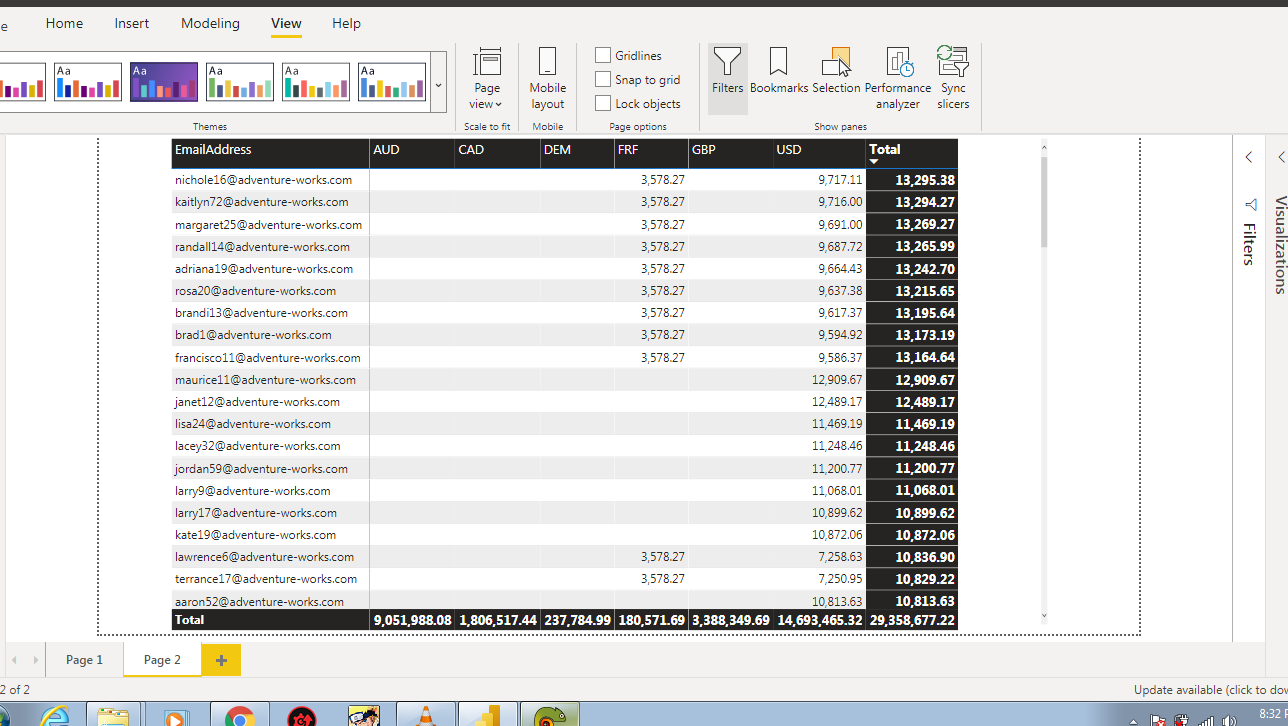 e Home Insert Modeling View Help
Aa Aa Aa Aa Aa
Page view
Mobile layout
Gridlines
Snap to grid
Lock objects
Filters
Bookmarks
Selection
Performance analyzer
Sync slicers
Themes Scale to fit Mobile Page options Show panes
EmailAddress AUD CAD DEM FRF GBP USD Total
nichole16@adventure-works.com 3,578.27 9,717.11 13,295.38
kaitlyn72@adventure-works.com 3,578.27 9,716.00 13,294.27
margaret25@adventure-works.com 3,578.27 9,691.00 13,269.27
randall14@adventure-works.com 3,578.27 9,687.72 13,265.99
adriana19@adventure-works.com 3,578.27 9,664.43 13,242.70
rosa20@adventure-works.com 3,578.27 9,637.38 13,215.65
brandi13@adventure-works.com 3,578.27 9,617.37 13,195.64
brad1@adventure-works.com 3,578.27 9,594.92 13,173.19
francisco11@adventure-works.com 3,578.27 9,586.37 13,164.64
maurice11@adventure-works.com 12,909.67 12,909.67
janet12@adventure-works.com 12,489.17 12,489.17
lisa24@adventure-works.com 11,469.19 11,469.19
lacey32@adventure-works.com 11,248.46 11,248.46
jordan59@adventure-works.com 11,200.77 11,200.77
larry9@adventure-works.com 11,068.01 11,068.01
larry17@adventure-works.com 10,899.62 10,899.62
kate19@adventure-works.com 10,872.06 10,872.06
lawrence6@adventure-works.com 3,578.27 7,258.63 10,836.90
terrance17@adventure-works.com 3,578.27 7,250.95 10,829.22
aaron52@adventure-works.com 10,813.63 10,813.63
Total 9,051,988.08 1,806,517.44 237,784.99 180,571.69 3,388,349.69 14,693,465.32 29,358,677.22
Filters
Visualizations
Page 1 Page 2 +
2 of 2 Update available (click to dow
8:32